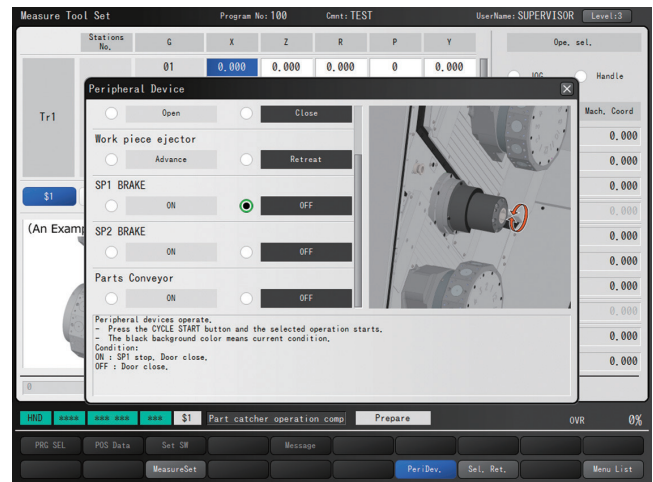 Measure Tool Set Program No: 100 Cmnt: TEST UserName: SUPERVISOR Level:3
Stations No. G X Z R P Y Ope. sel.
01 0.000 0.000 0.000 0 0.000
JOG Handle
Peripheral Device
Tr1
Open Close
Mach. Coord
0.000
Work piece ejector
Advance Retreat
0.000
SP1 BRAKE
0.000
$1
ON OFF
0.000
(An Examp
SP2 BRAKE
0.000
ON OFF
0.000
Parts Conveyor
0.000
ON OFF
0.000
Peripheral devices operate.
- Press the CYCLE START button and the selected operation starts.
- The black background color means current condition.
Condition:
ON : SP1 stop, Door close,
OFF : Door close,
0.000
0.000
0
HND **** *** *** *** $1 Part catcher operation comp Prepare OVR 0%
PRG SEL POS Data Set SW Message
MeasureSet PeriDev. Sel. Ret. Menu List